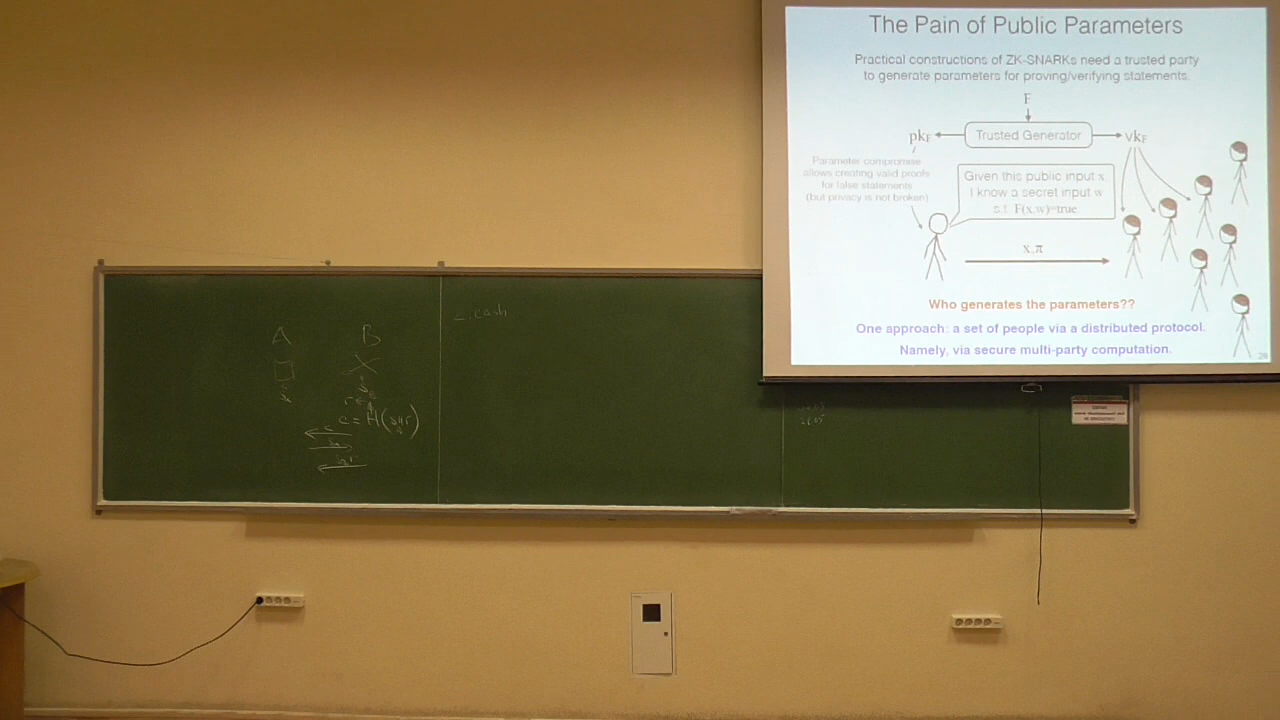 The Pain of Public Parameters
Practical constructions of ZK-SNARKs need a trusted party
to generate parameters for proving/verifying statements.
F
pkF
Trusted Generator
vkF
Parameter compromise
allows creating valid proofs
for false statements
(but privacy is not broken)
Given this public input x
I know a secret input w
s.t. F(x,w)=true
x,π
Who generates the parameters??
One approach: a set of people via a distributed protocol.
Namely, via secure multi-party computation.
A B
z.cash